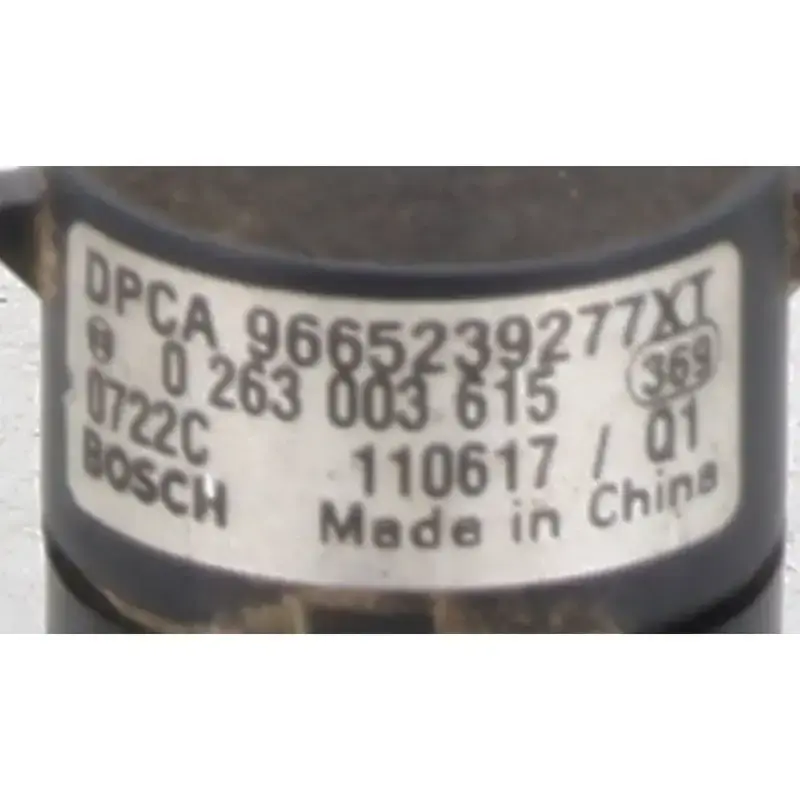 DPCA 9665239277XT
0 263 003 615 369
0722C 110617 / Q1
BOSCH Made in China